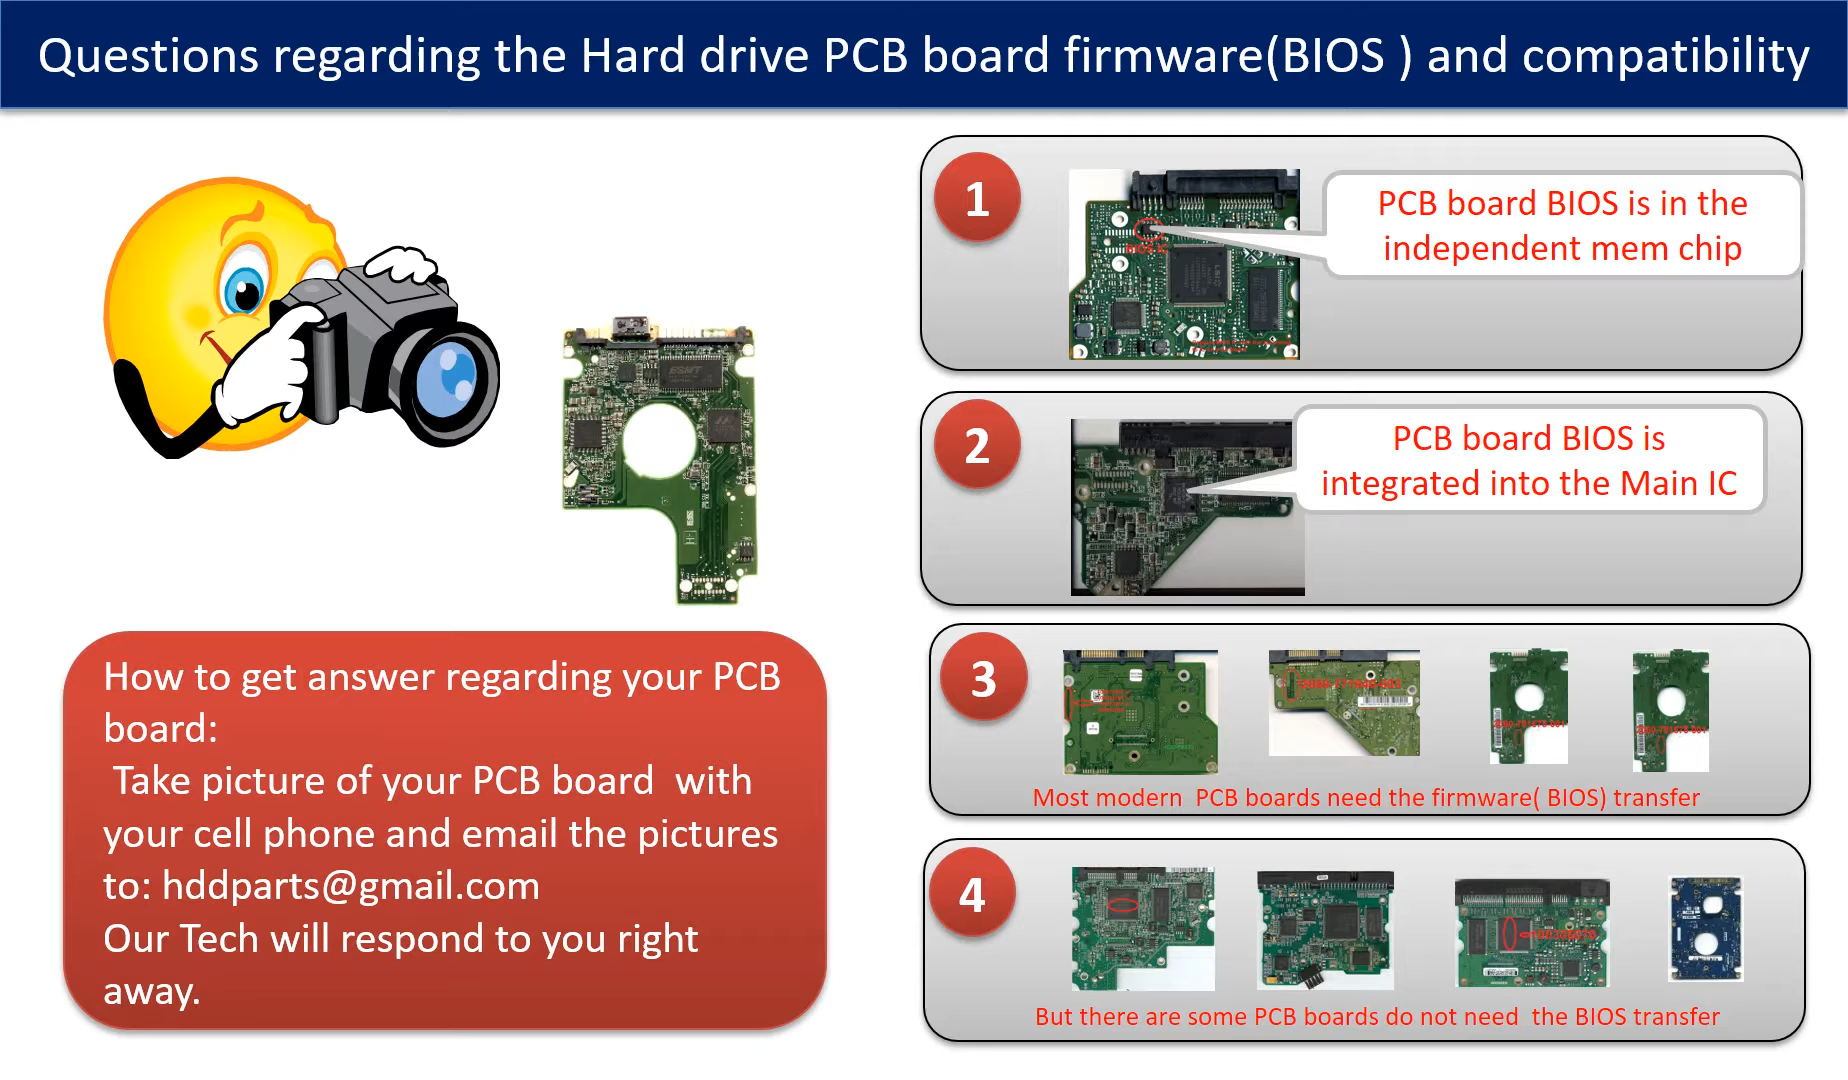 Questions regarding the Hard drive PCB board firmware(BIOS ) and compatibility
1
PCB board BIOS is in the
independent mem chip
BIOS IC
2
PCB board BIOS is
integrated into the Main IC
ESMT
3
Most modern  PCB boards need the firmware( BIOS) transfer
4
But there are some PCB boards do not need  the BIOS transfer
How to get answer regarding your PCB
board:
Take picture of your PCB board  with
your cell phone and email the pictures
to: hddparts@gmail.com
Our Tech will respond to you right
away.